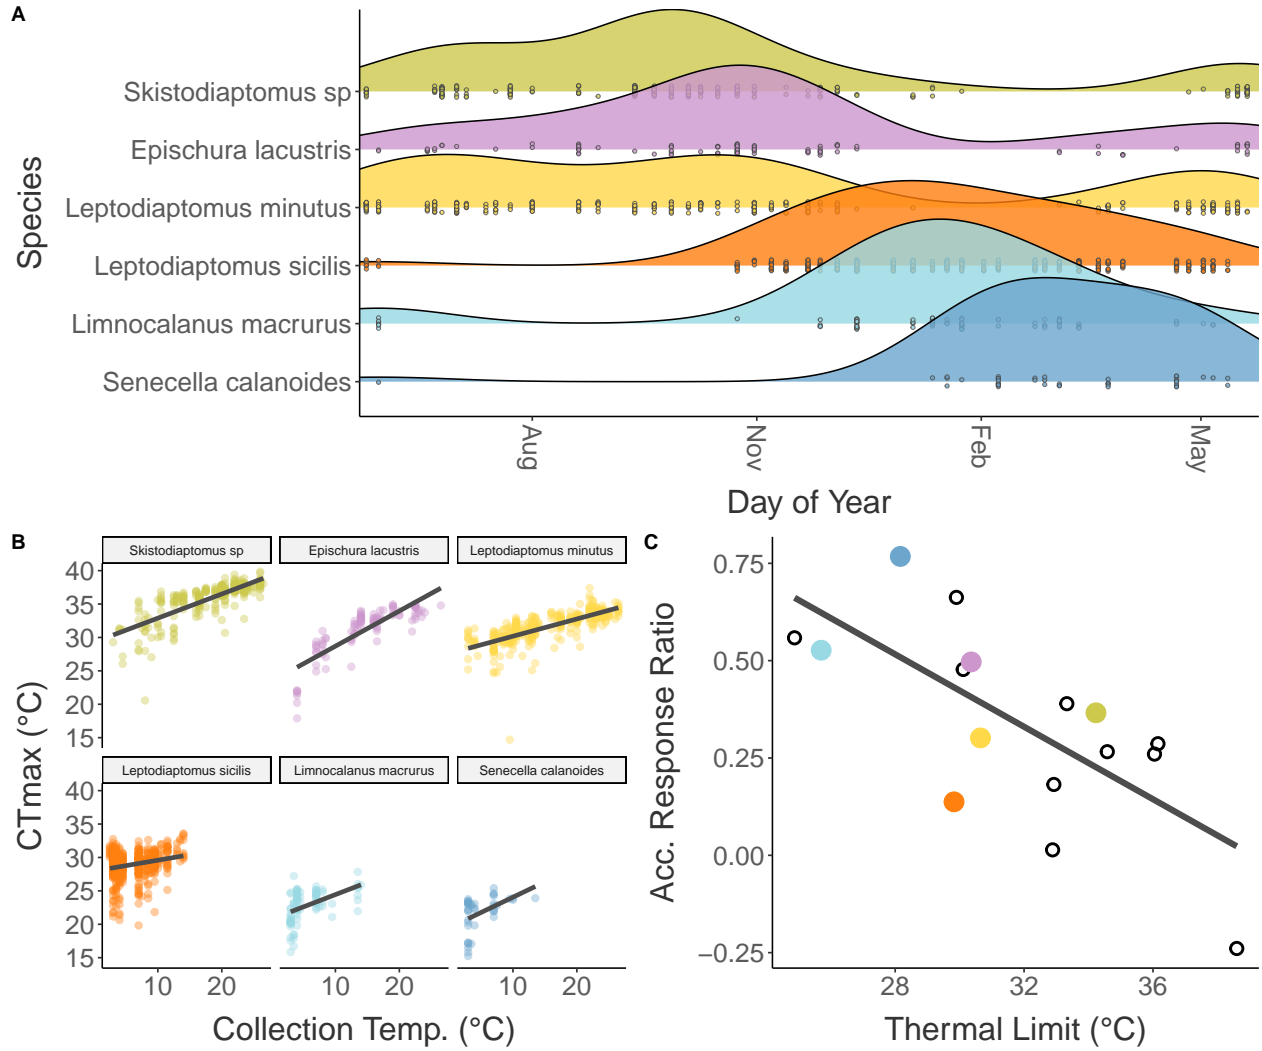 A
Species
Skistodiaptomus sp
Epischura lacustris
Leptodiaptomus minutus
Leptodiaptomus sicilis
Limnocalanus macrurus
Senecella calanoides
Aug
Nov
Feb
May
Day of Year
B
CTmax (°C)
Skistodiaptomus sp
Epischura lacustris
Leptodiaptomus minutus
40
35
30
25
20
15
Leptodiaptomus sicilis
Limnocalanus macrurus
Senecella calanoides
40
35
30
25
20
15
10
20
10
20
10
20
Collection Temp. (°C)
C
Acc. Response Ratio
0.75
0.50
0.25
0.00
−0.25
28
32
36
Thermal Limit (°C)